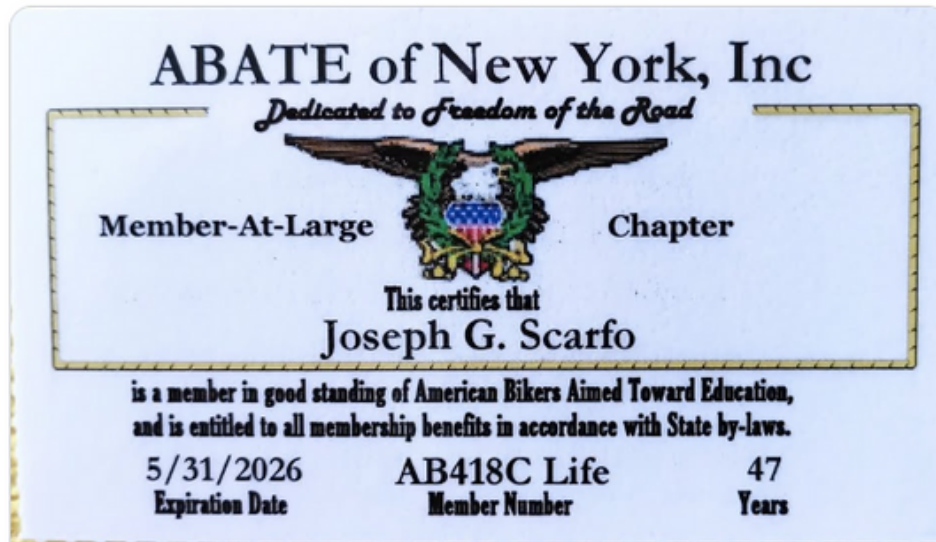 ABATE of New York, Inc
Dedicated to Freedom of the Road
Member-At-Large Chapter
This certifies that
Joseph G. Scarfo
is a member in good standing of American Bikers Aimed Toward Education,
and is entitled to all membership benefits in accordance with State by-laws.
5/31/2026 AB418C Life 47
Expiration Date Member Number Years